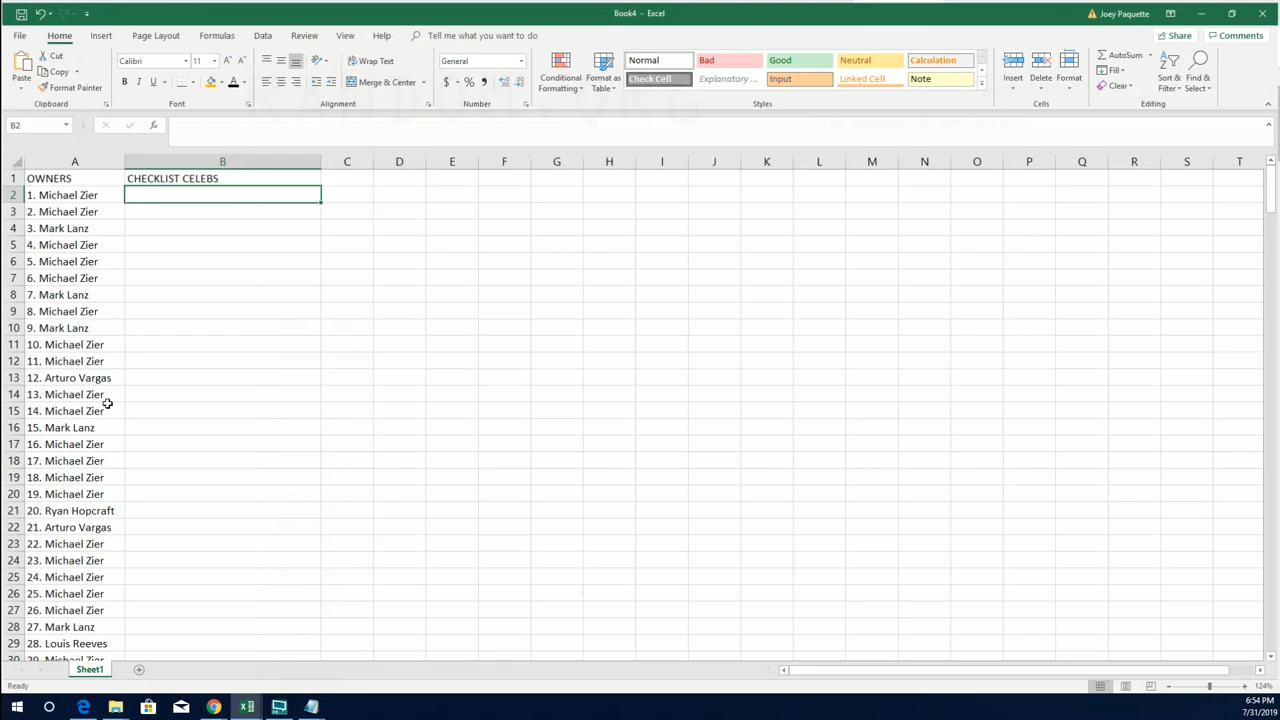 Book4 - Excel
Joey Paquette
File Home Insert Page Layout Formulas Data Review View Help Tell me what you want to do Share Comments
Paste
Cut
Copy
Format Painter
Calibri 11
B I U
Wrap Text
Merge & Center
General
$ % ,
Conditional Formatting
Format as Table
Normal Bad Good Neutral Calculation
Check Cell Explanatory ... Input Linked Cell Note
Insert Delete Format
AutoSum
Fill
Clear
Sort & Filter
Find & Select
Clipboard Font Alignment Number Styles Cells Editing
B2 fx
A B C D E F G H I J K L M N O P Q R S T
1 OWNERS CHECKLIST CELEBS
2 1. Michael Zier
3 2. Michael Zier
4 3. Mark Lanz
5 4. Michael Zier
6 5. Michael Zier
7 6. Michael Zier
8 7. Mark Lanz
9 8. Michael Zier
10 9. Mark Lanz
11 10. Michael Zier
12 11. Michael Zier
13 12. Arturo Vargas
14 13. Michael Zier
15 14. Michael Zier
16 15. Mark Lanz
17 16. Michael Zier
18 17. Michael Zier
19 18. Michael Zier
20 19. Michael Zier
21 20. Ryan Hopcraft
22 21. Arturo Vargas
23 22. Michael Zier
24 23. Michael Zier
25 24. Michael Zier
26 25. Michael Zier
27 26. Michael Zier
28 27. Mark Lanz
29 28. Louis Reeves
30 29. Michael Zier
Sheet1
Ready
124%
6:54 PM
7/31/2019